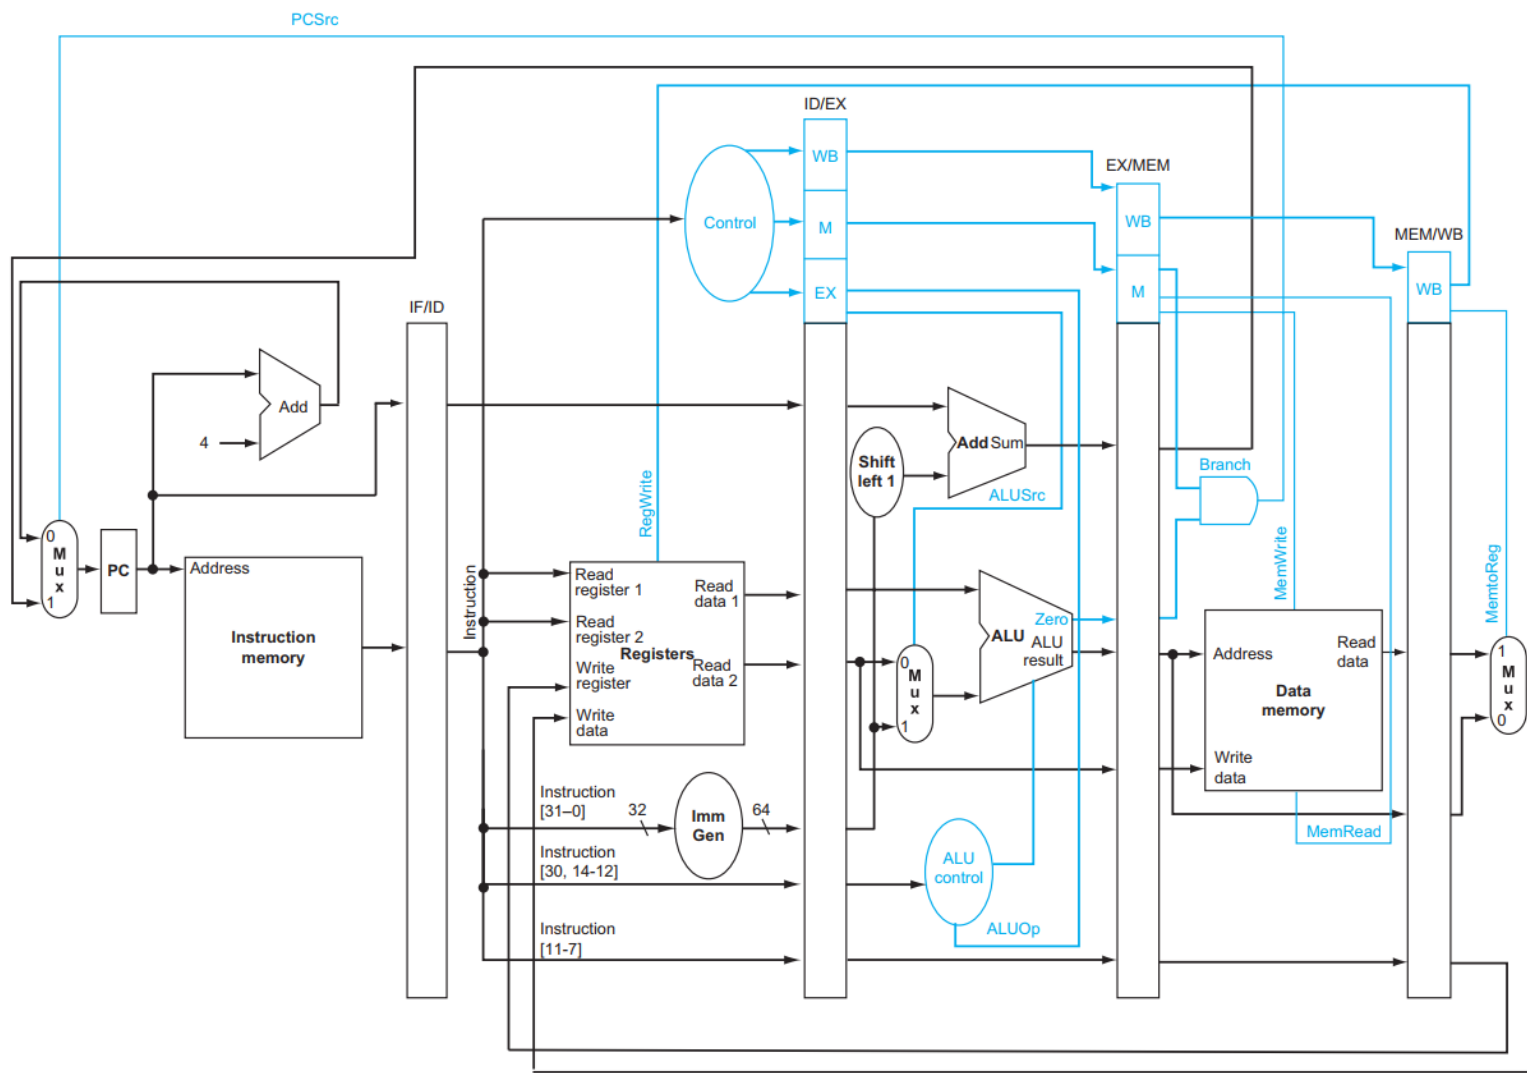 PCSrc
ID/EX
WB
EX/MEM
Control
M
WB
MEM/WB
EX
M
WB
IF/ID
Add
4
Add Sum
Shift
left 1
Branch
ALUSrc
RegWrite
0
M
u
x
1
PC
Address
Instruction
memory
Instruction
Read
register 1
Read
register 2
Write
register
Write
data
Registers
Read
data 1
Read
data 2
0
M
u
x
1
ALU
Zero
ALU
result
MemWrite
Address
Read
data
Data
memory
Write
data
MemtoReg
1
M
u
x
0
Instruction
[31–0]
32
Imm
Gen
64
MemRead
Instruction
[30, 14-12]
ALU
control
Instruction
[11-7]
ALUOp